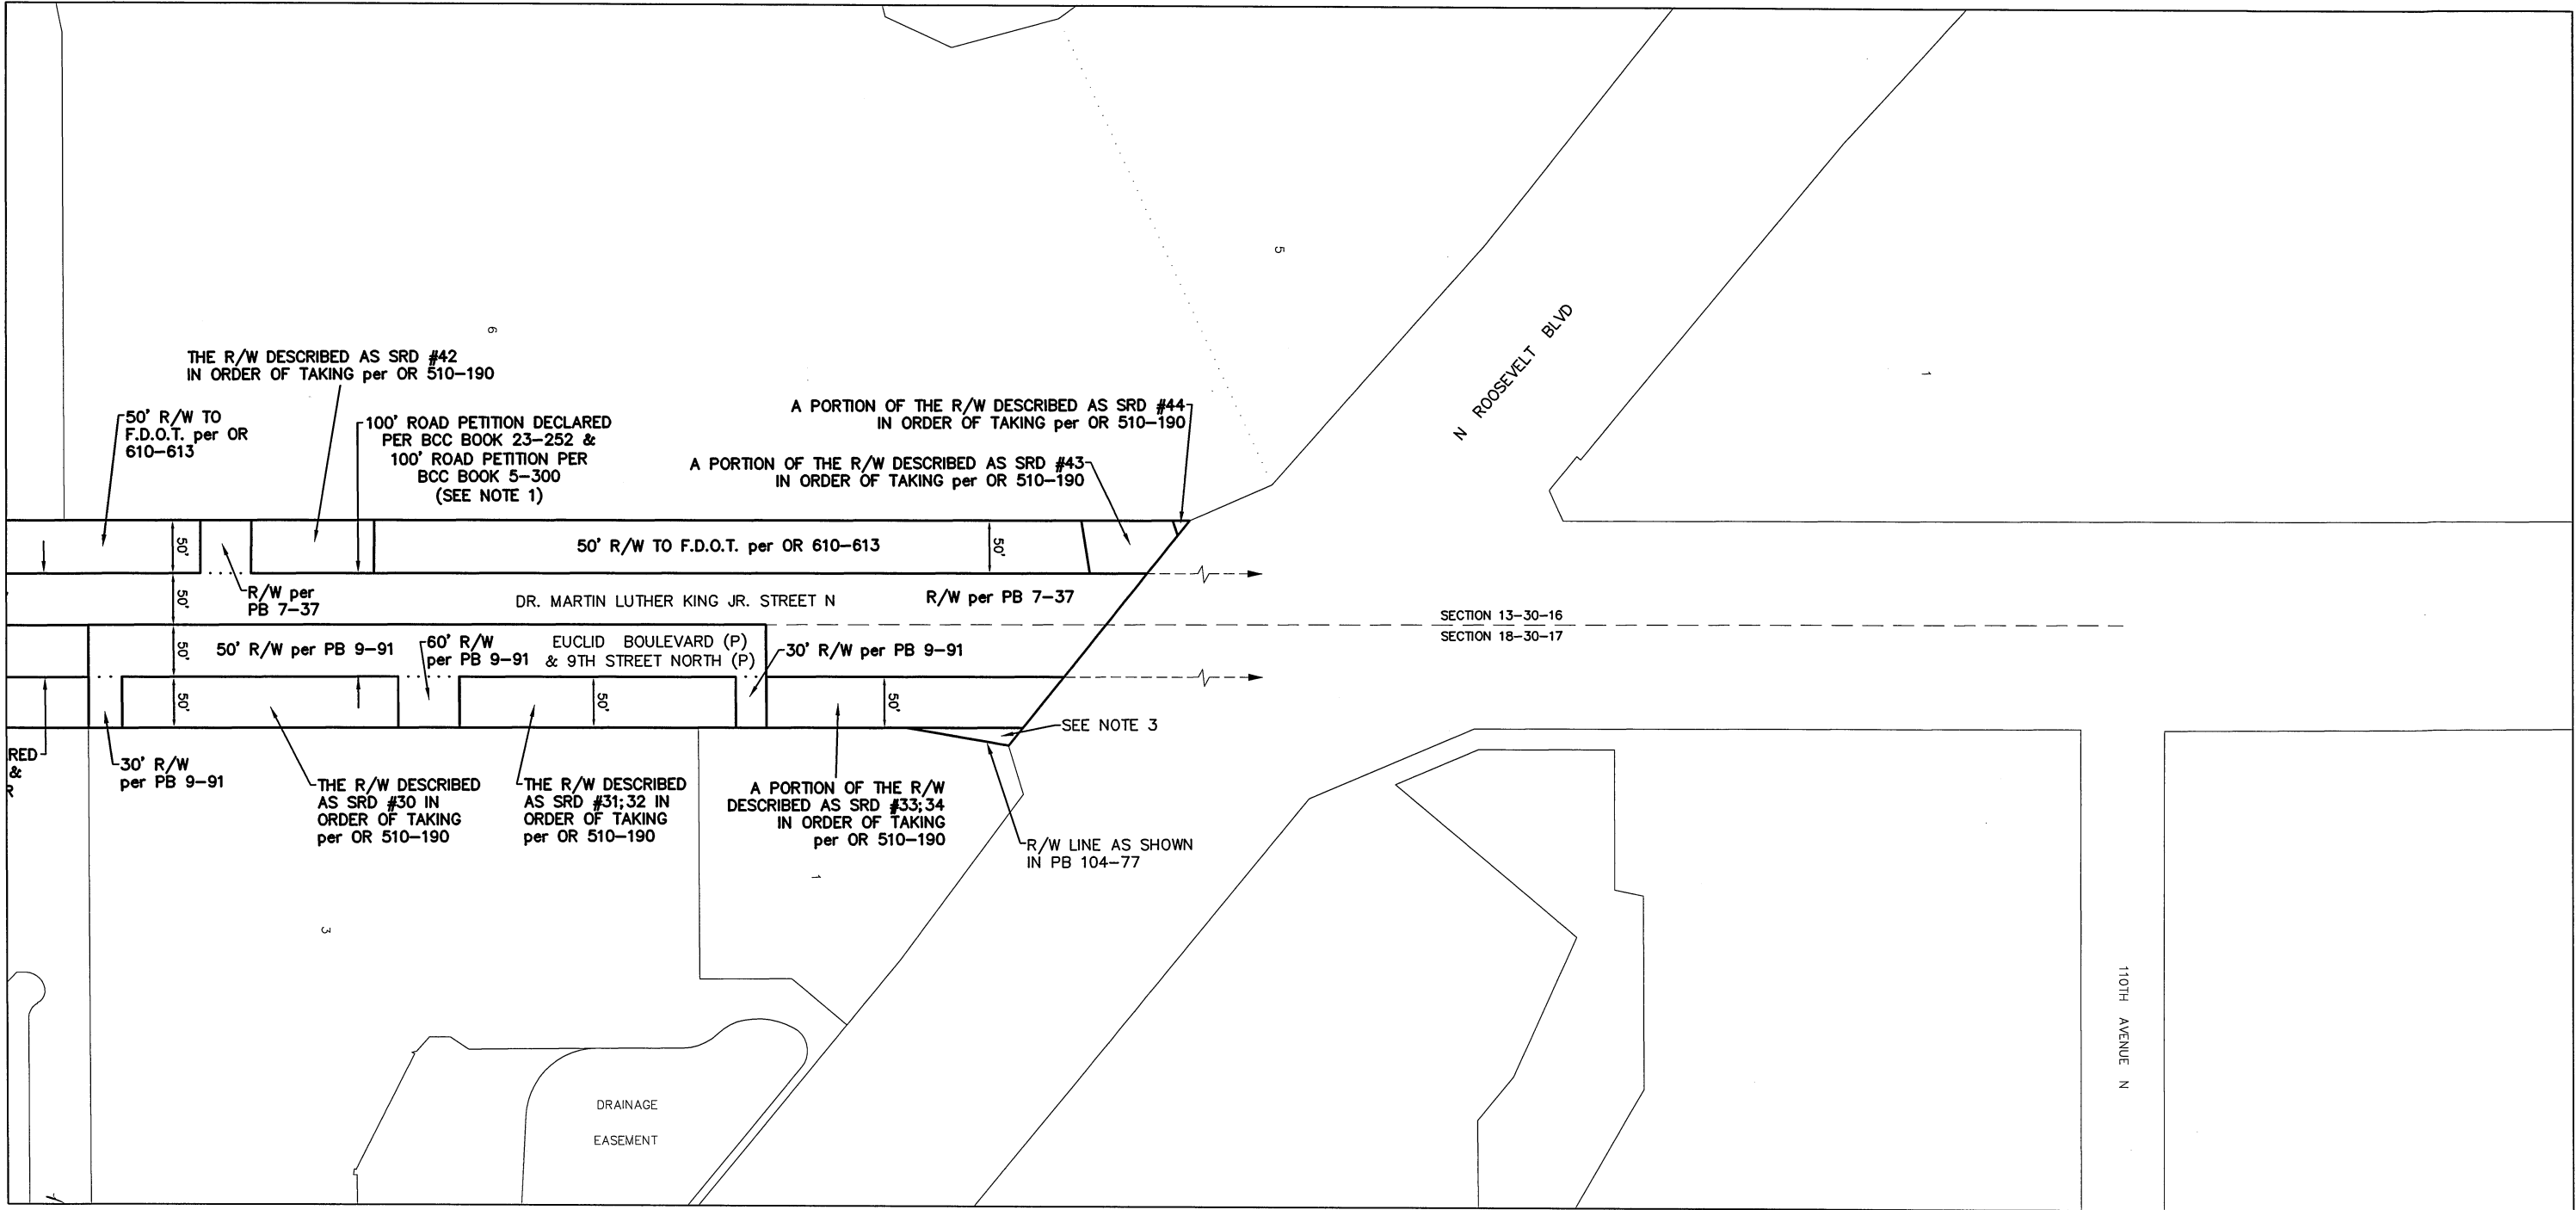 5
6
1
N ROOSEVELT BLVD
THE R/W DESCRIBED AS SRD #42
IN ORDER OF TAKING per OR 510-190
50' R/W TO
F.D.O.T. per OR
610-613
100' ROAD PETITION DECLARED
PER BCC BOOK 23-252 &
100' ROAD PETITION PER
BCC BOOK 5-300
(SEE NOTE 1)
A PORTION OF THE R/W DESCRIBED AS SRD #44
IN ORDER OF TAKING per OR 510-190
A PORTION OF THE R/W DESCRIBED AS SRD #43
IN ORDER OF TAKING per OR 510-190
50'
50' R/W TO F.D.O.T. per OR 610-613
50'
50'
R/W per
PB 7-37
DR. MARTIN LUTHER KING JR. STREET N
R/W per PB 7-37
SECTION 13-30-16
SECTION 18-30-17
50'
50' R/W per PB 9-91
60' R/W
per PB 9-91
EUCLID BOULEVARD (P)
& 9TH STREET NORTH (P)
30' R/W per PB 9-91
50'
50'
50'
SEE NOTE 3
RED
&
R
30' R/W
per PB 9-91
THE R/W DESCRIBED
AS SRD #30 IN
ORDER OF TAKING
per OR 510-190
THE R/W DESCRIBED
AS SRD #31;32 IN
ORDER OF TAKING
per OR 510-190
A PORTION OF THE R/W
DESCRIBED AS SRD #33;34
IN ORDER OF TAKING
per OR 510-190
R/W LINE AS SHOWN
IN PB 104-77
1
3
110TH AVENUE N
DRAINAGE
EASEMENT